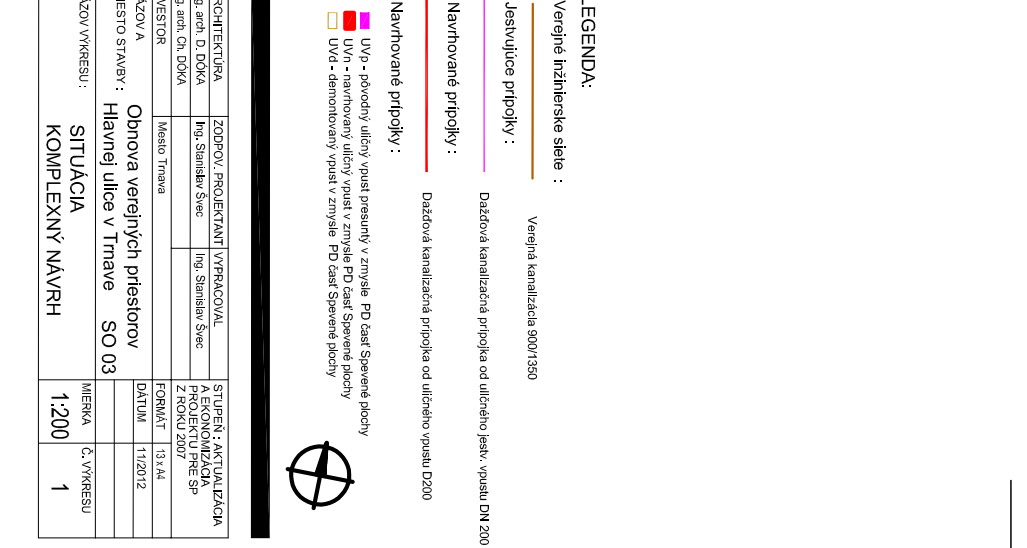 LEGENDA:
Verejné inžinierske siete :
Verejná kanalizácia 900/1350
Jestvujúce prípojky :
Dažďová kanalizačná prípojka od uličného jestv. vpustu DN 200
Navrhované prípojky :
Dažďová kanalizačná prípojka od uličného vpustu D200
Navrhované prípojky :
UVp - pôvodný uličný vpust presuntý v zmysle PD časť Spevené plochy
UVn - navrhovaný uličný vpust v zmysle PD časť Spevené plochy
UVd - demontovaný vpust v zmysle PD časť Spevené plochy
RCHITEKTÚRA ZODPOV. PROJEKTANT VYPRACOVAL
g. arch. D. DÓKA Ing. Stanislav Švec Ing. Stanislav Švec
g. arch. Ch. DÓKA
STUPEŇ : AKTUALIZÁCIA
A EKONOMIZÁCIA
PROJEKTU PRE SP
Z ROKU 2007
VESTOR Mesto Trnava FORMÁT 13 x A4
ÁZOV A
IESTO STAVBY :
Obnova verejných priestorov
Hlavnej ulice v Trnave SO 03
DÁTUM 11/2012
ÁZOV VÝKRESU :
SITUÁCIA
KOMPLEXNÝ NÁVRH
MIERKA
1:200
Č. VÝKRESU
1